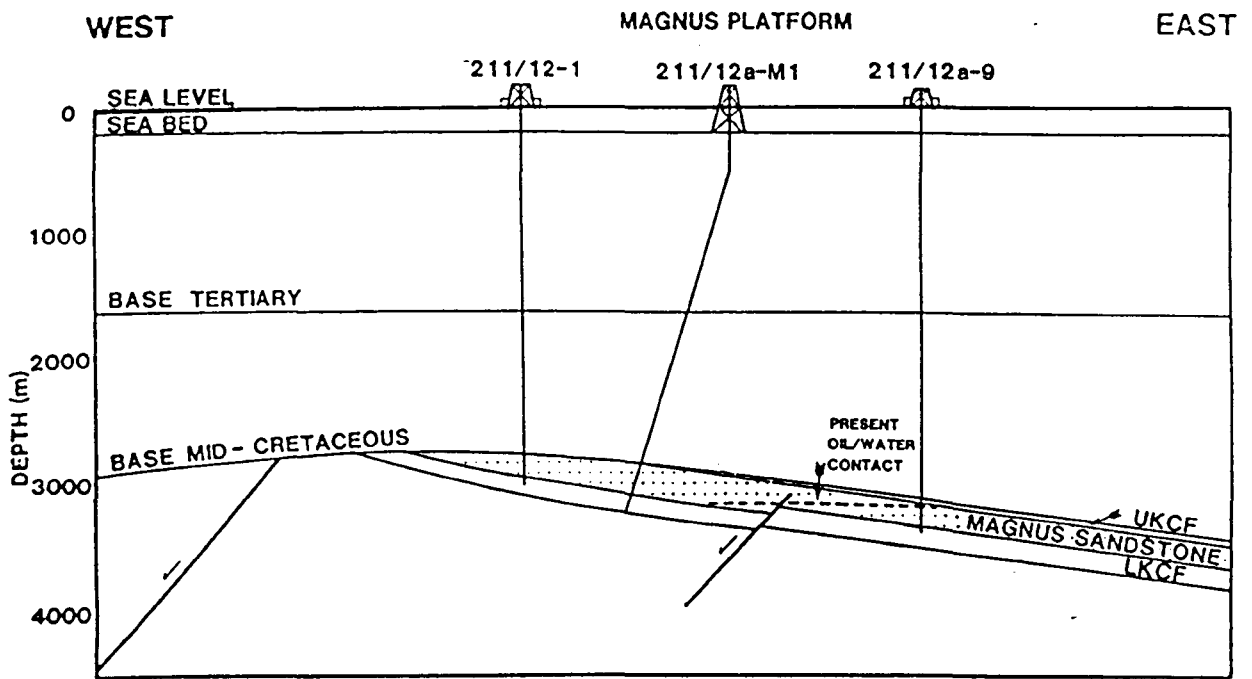 WEST
MAGNUS PLATFORM
EAST
211/12-1
211/12a-M1
211/12a-9
SEA LEVEL
0
SEA BED
1000
BASE TERTIARY
2000
DEPTH (m)
PRESENT
OIL/WATER
CONTACT
BASE MID-CRETACEOUS
3000
UKCF
MAGNUS SANDSTONE
LKCF
4000